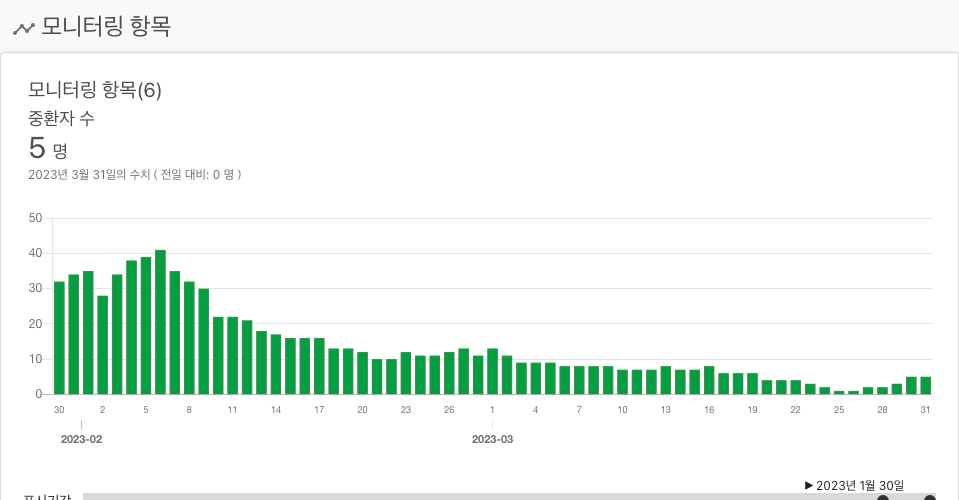 모니터링 항목
모니터링 항목(6)
중환자 수
5 명
2023년 3월 31일의 수치 ( 전일 대비: 0 명 )
50
40
30
20
10
0
30 2 5 8 11 14 17 20 23 26 1 4 7 10 13 16 19 22 25 28 31
2023-02 2023-03
▶ 2023년 1월 30일
표시기간